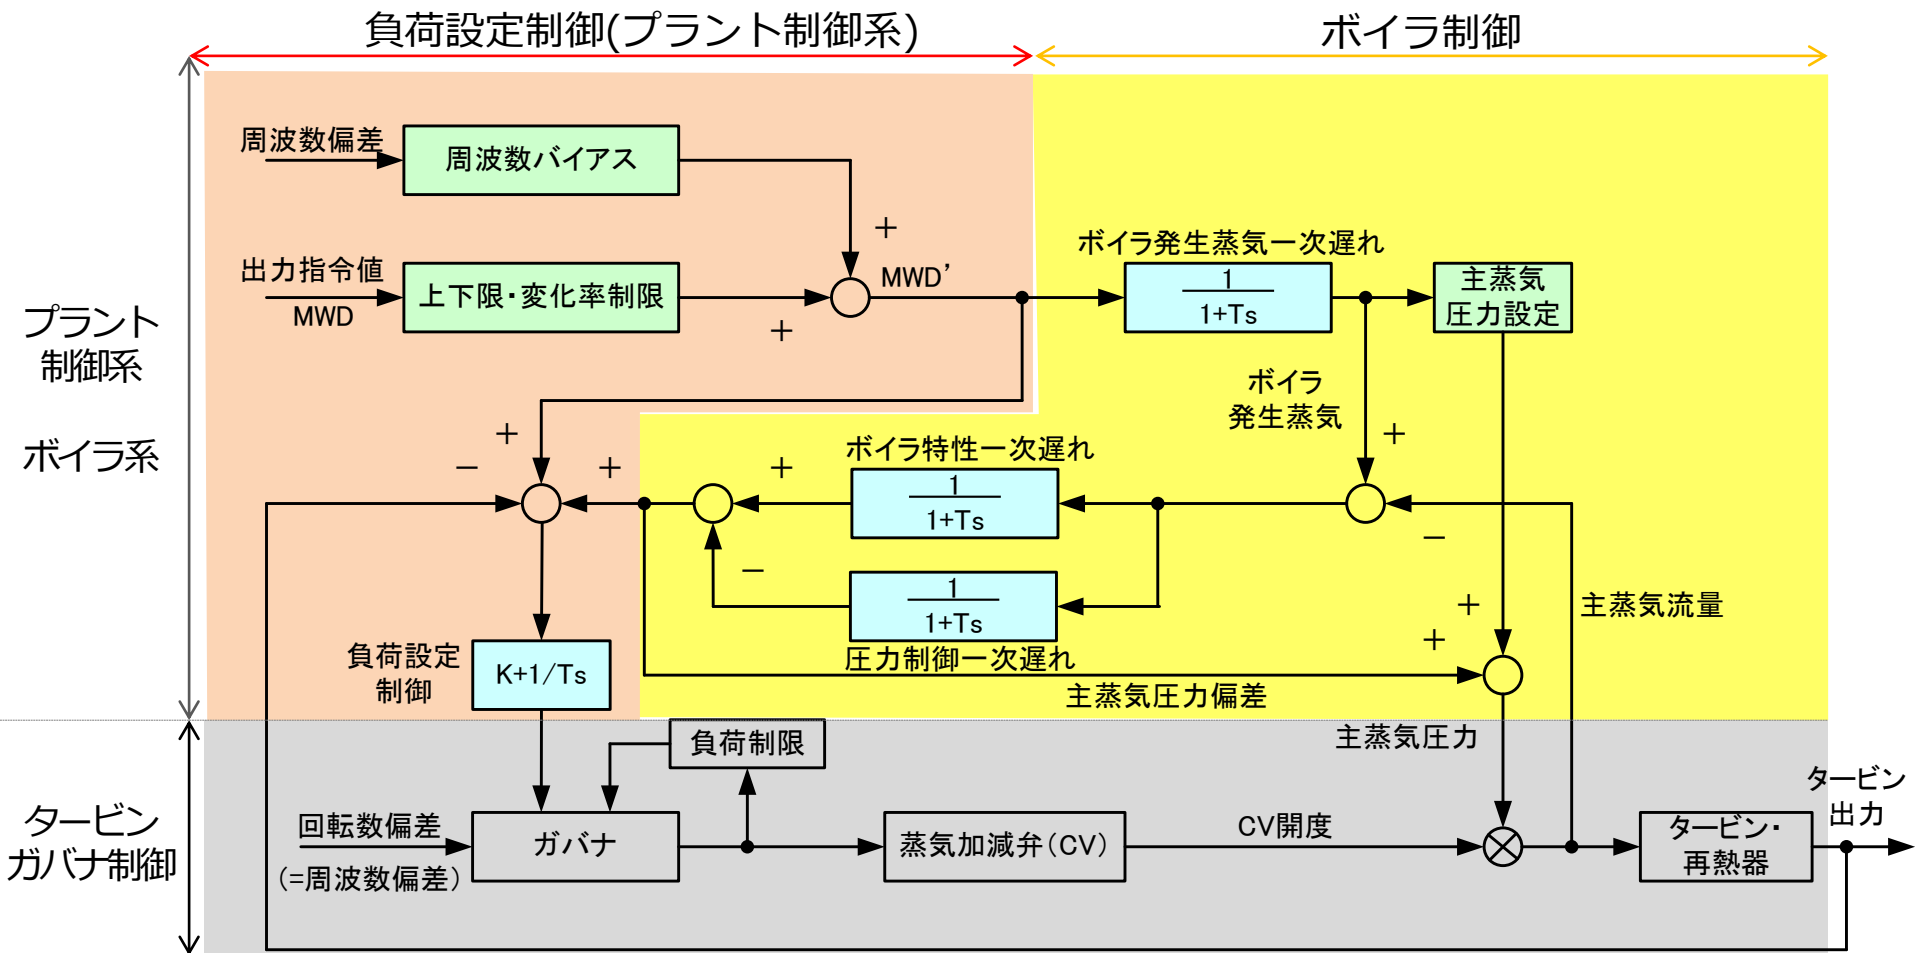 負荷設定制御(プラント制御系)
ボイラ制御
周波数偏差
周波数バイアス
+
出力指令値
MWD
上下限・変化率制限
+
MWD’
ボイラ発生蒸気一次遅れ
1
1+Ts
主蒸気
圧力設定
プラント
制御系
ボイラ系
ボイラ
発生蒸気
+
−
+
+
+
ボイラ特性一次遅れ
1
1+Ts
−
−
1
1+Ts
圧力制御一次遅れ
+
+
主蒸気流量
負荷設定
制御
K+1/Ts
主蒸気圧力偏差
負荷制限
主蒸気圧力
タービン
ガバナ制御
回転数偏差
(=周波数偏差)
ガバナ
蒸気加減弁(CV)
CV開度
タービン・
再熱器
タービン
出力